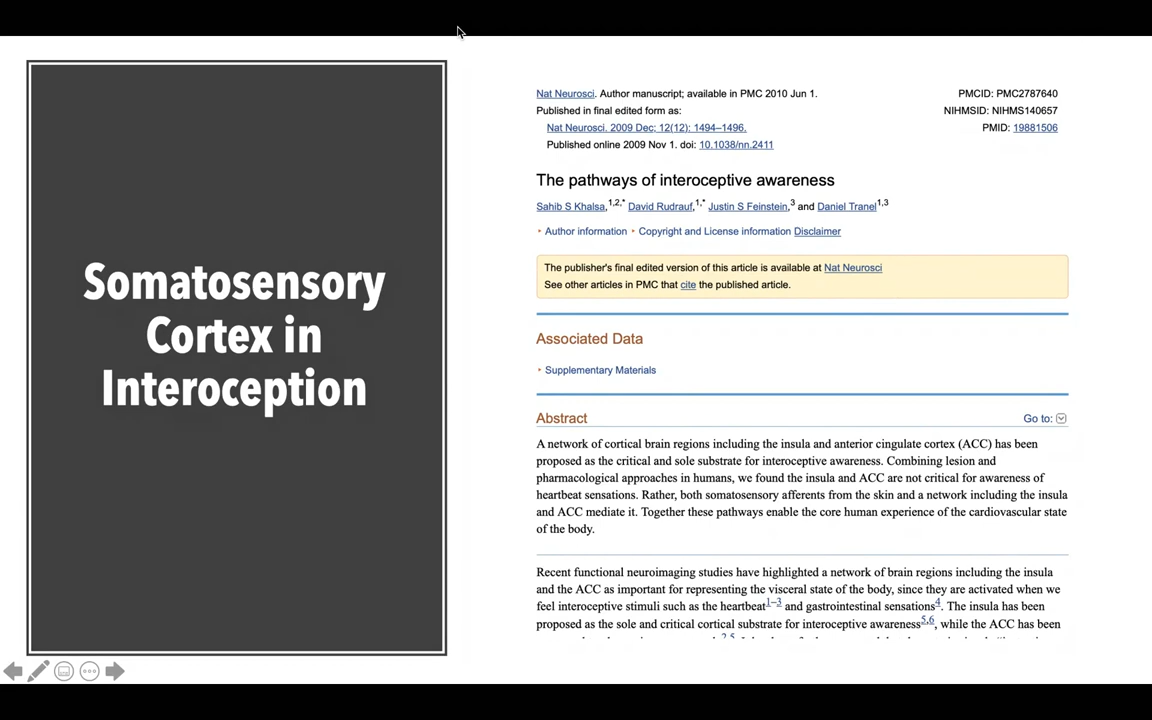 Somatosensory
Cortex in
Interoception
Nat Neurosci. Author manuscript; available in PMC 2010 Jun 1.
Published in final edited form as:
Nat Neurosci. 2009 Dec; 12(12): 1494–1496.
Published online 2009 Nov 1. doi: 10.1038/nn.2411
PMCID: PMC2787640
NIHMSID: NIHMS140657
PMID: 19881506
The pathways of interoceptive awareness
Sahib S Khalsa,1,2,* David Rudrauf,1,* Justin S Feinstein,3 and Daniel Tranel1,3
Author information Copyright and License information Disclaimer
The publisher's final edited version of this article is available at Nat Neurosci
See other articles in PMC that cite the published article.
Associated Data
Supplementary Materials
Abstract
Go to:
A network of cortical brain regions including the insula and anterior cingulate cortex (ACC) has been
proposed as the critical and sole substrate for interoceptive awareness. Combining lesion and
pharmacological approaches in humans, we found the insula and ACC are not critical for awareness of
heartbeat sensations. Rather, both somatosensory afferents from the skin and a network including the insula
and ACC mediate it. Together these pathways enable the core human experience of the cardiovascular state
of the body.
Recent functional neuroimaging studies have highlighted a network of brain regions including the insula
and the ACC as important for representing the visceral state of the body, since they are activated when we
feel interoceptive stimuli such as the heartbeat1–3 and gastrointestinal sensations4. The insula has been
proposed as the sole and critical cortical substrate for interoceptive awareness5,6, while the ACC has been